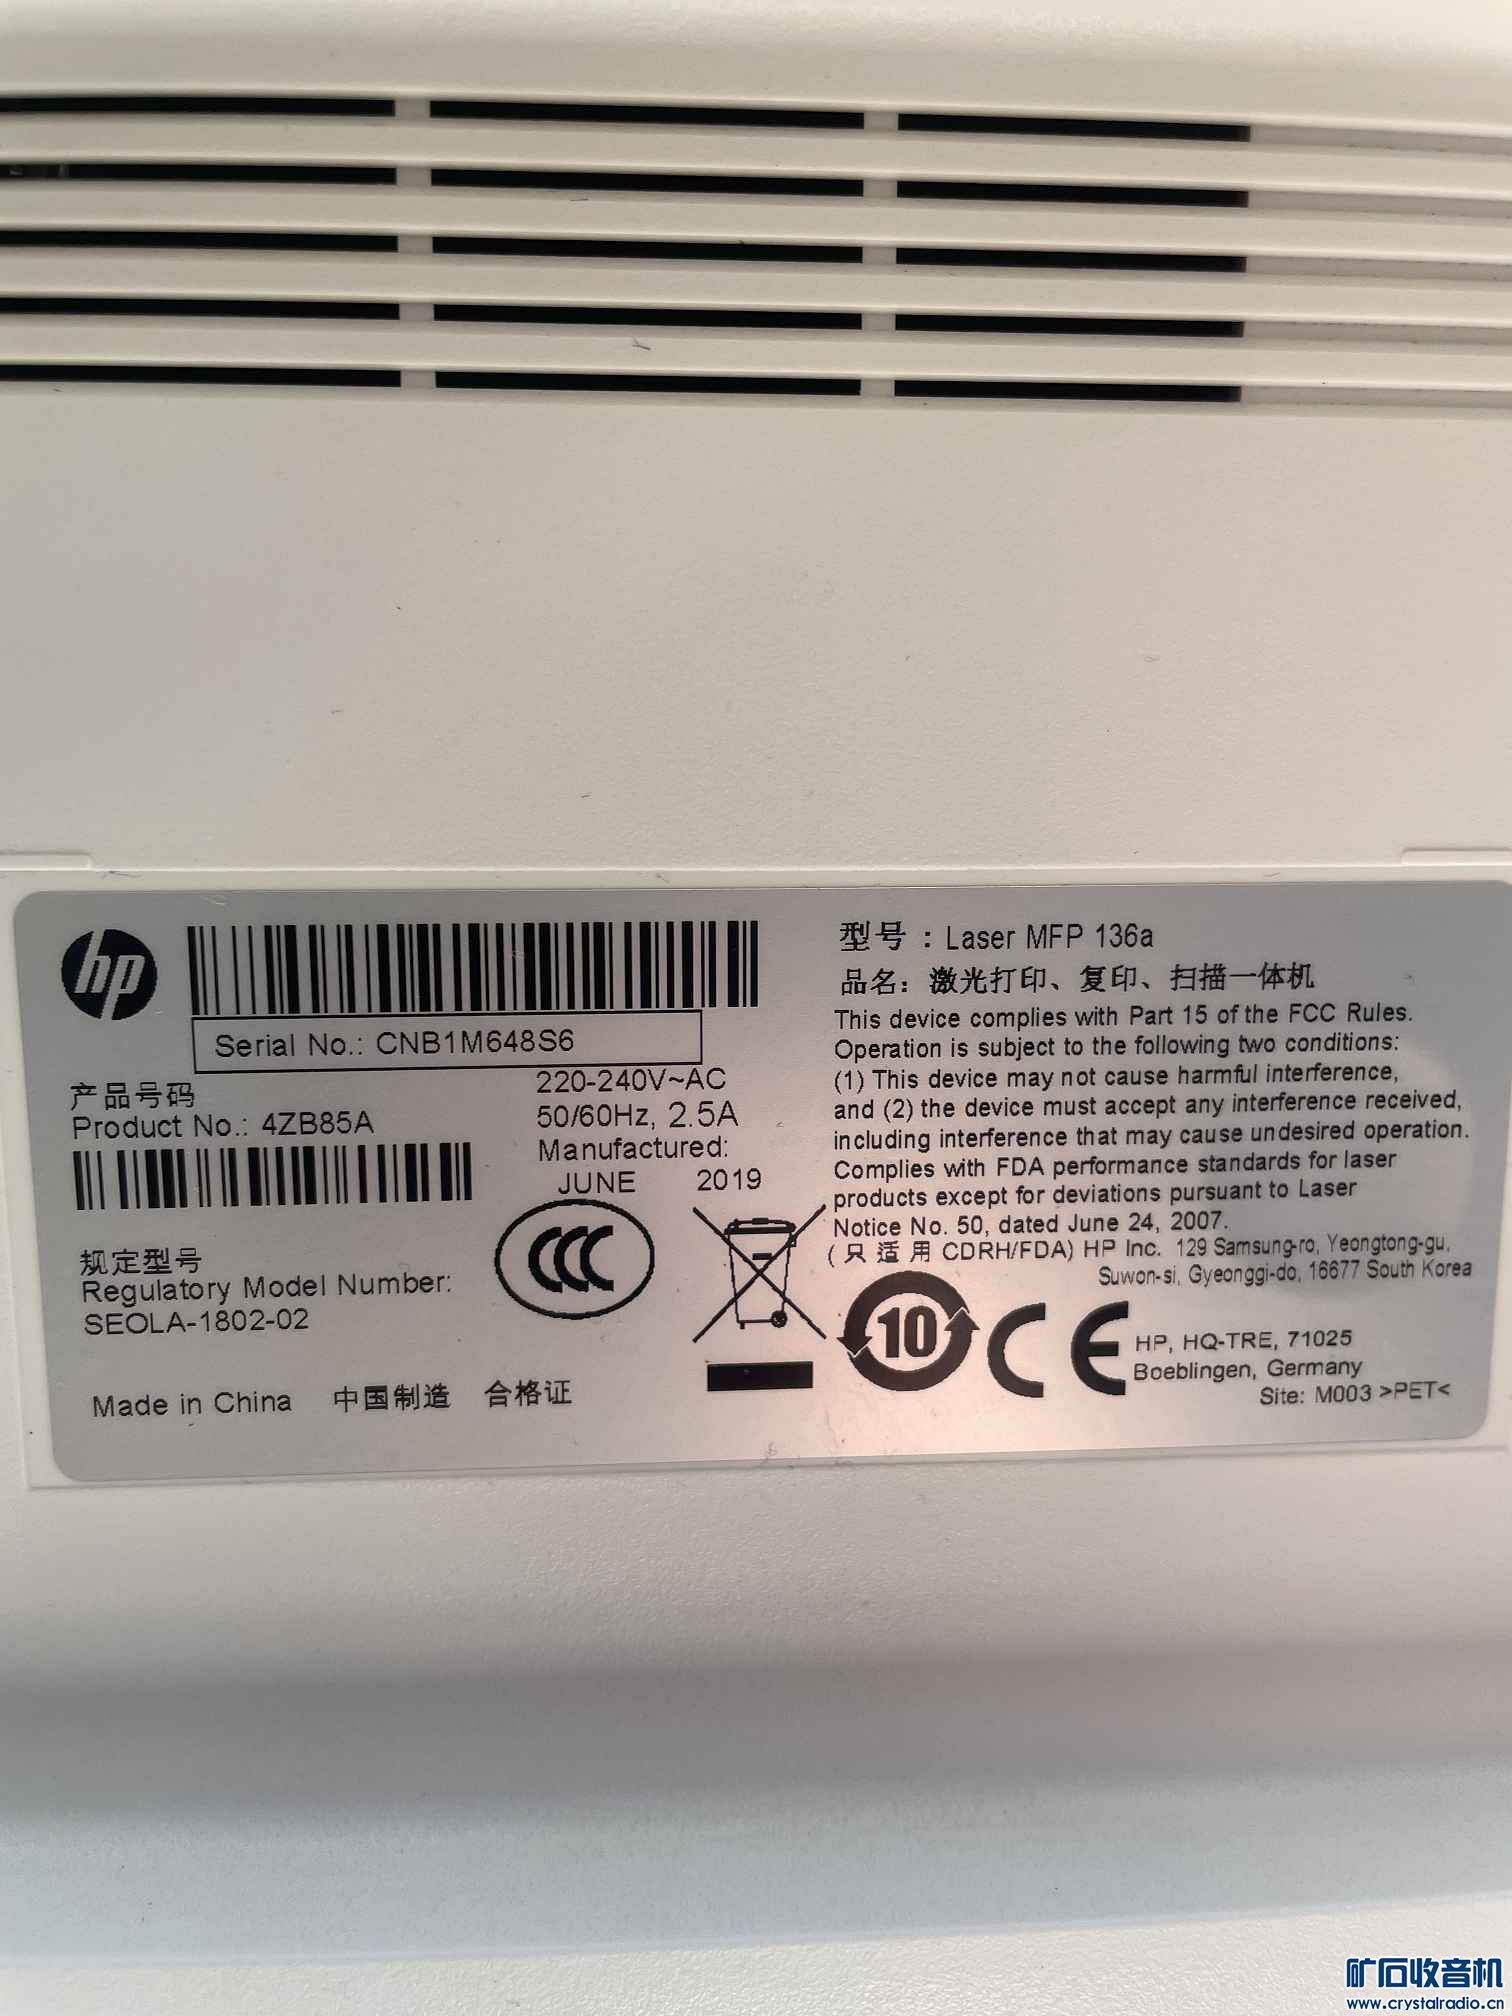 hp
型号：Laser MFP 136a
品名：激光打印、复印、扫描一体机
Serial No.: CNB1M648S6
产品号码
Product No.: 4ZB85A
220-240V~AC
50/60Hz, 2.5A
Manufactured:
JUNE 2019
This device complies with Part 15 of the FCC Rules.
Operation is subject to the following two conditions:
(1) This device may not cause harmful interference,
and (2) the device must accept any interference received,
including interference that may cause undesired operation.
Complies with FDA performance standards for laser
products except for deviations pursuant to Laser
Notice No. 50, dated June 24, 2007.
(只适用 CDRH/FDA) HP Inc. 129 Samsung-ro, Yeongtong-gu,
Suwon-si, Gyeonggi-do, 16677 South Korea
规定型号
Regulatory Model Number:
SEOLA-1802-02
CCC
10
CE
HP, HQ-TRE, 71025
Boeblingen, Germany
Site: M003 >PET<
Made in China 中国制造 合格证
矿石收音机
www.crystalradio.cn